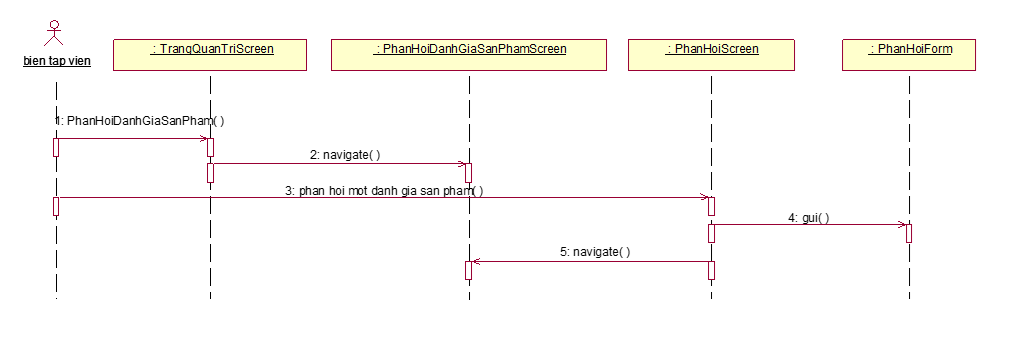 : TrangQuanTriScreen
: PhanHoiDanhGiaSanPhamScreen
: PhanHoiScreen
: PhanHoiForm
bien tap vien
1: PhanHoiDanhGiaSanPham( )
2: navigate( )
3: phan hoi mot danh gia san pham( )
4: gui( )
5: navigate( )